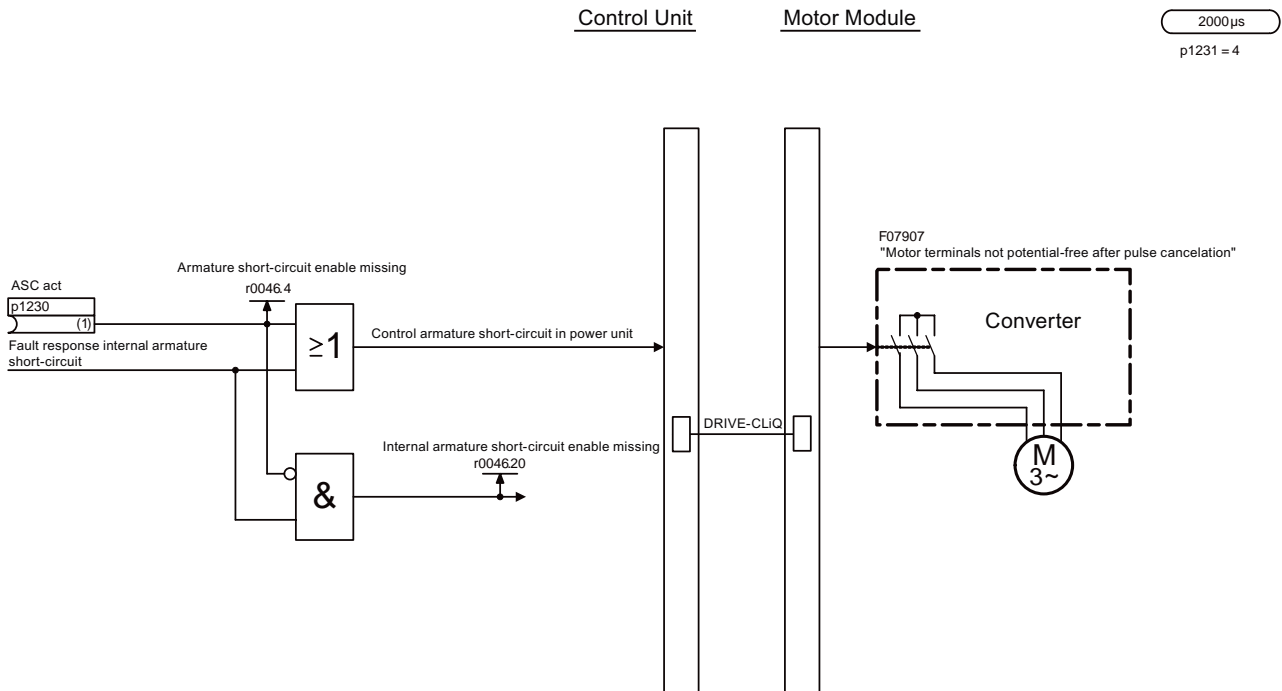 Control Unit
Motor Module
2000µs
p1231 = 4
F07907
"Motor terminals not potential-free after pulse cancelation"
Armature short-circuit enable missing
r0046.4
ASC act
p1230
(1)
Fault response internal armature
short-circuit
≥1
Control armature short-circuit in power unit
Converter
DRIVE-CLiQ
Internal armature short-circuit enable missing
r0046.20
&
M
3~